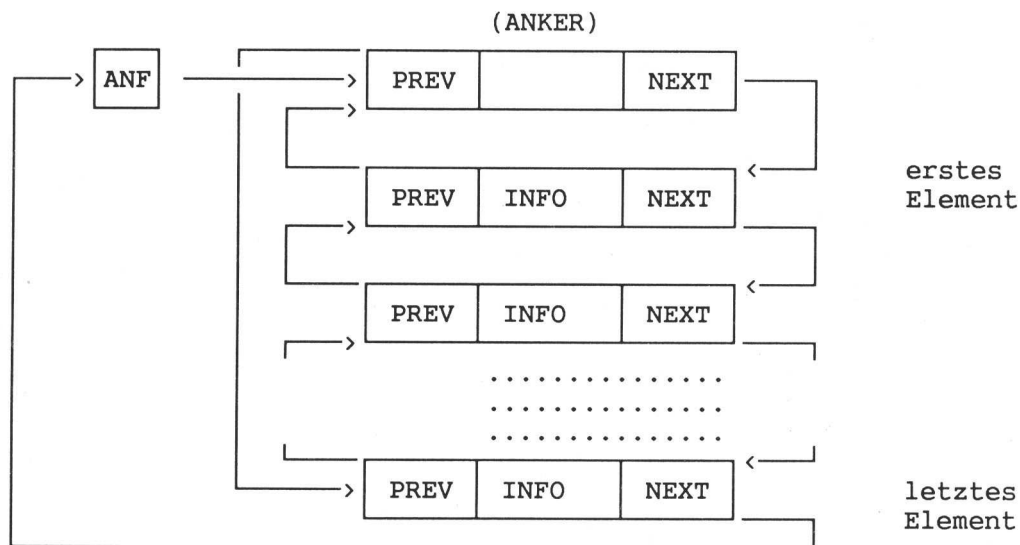 (ANKER)
ANF PREV NEXT
erstes
PREV INFO NEXT Element
PREV INFO NEXT
...............
...............
...............
letztes
PREV INFO NEXT Element